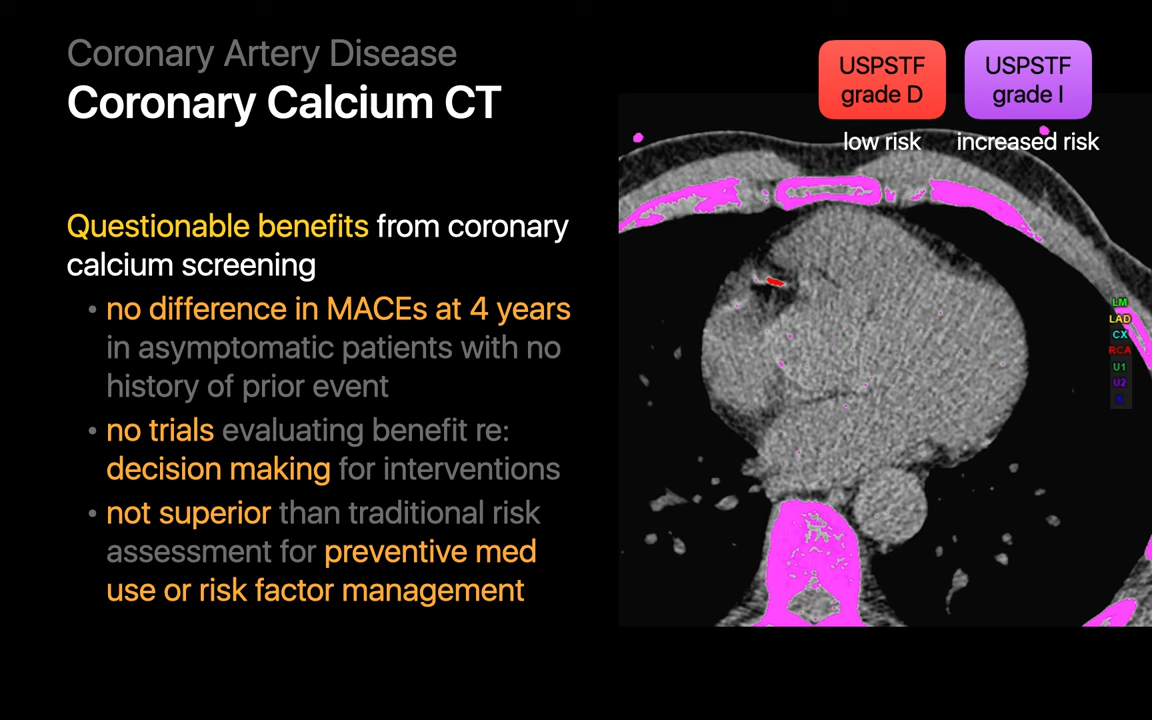 Coronary Artery Disease
Coronary Calcium CT
USPSTF
grade D
low risk
USPSTF
grade I
increased risk
Questionable benefits from coronary
calcium screening
• no difference in MACEs at 4 years
in asymptomatic patients with no
history of prior event
• no trials evaluating benefit re:
decision making for interventions
• not superior than traditional risk
assessment for preventive med
use or risk factor management
LM
LAD
CX
RCA
U1
U2